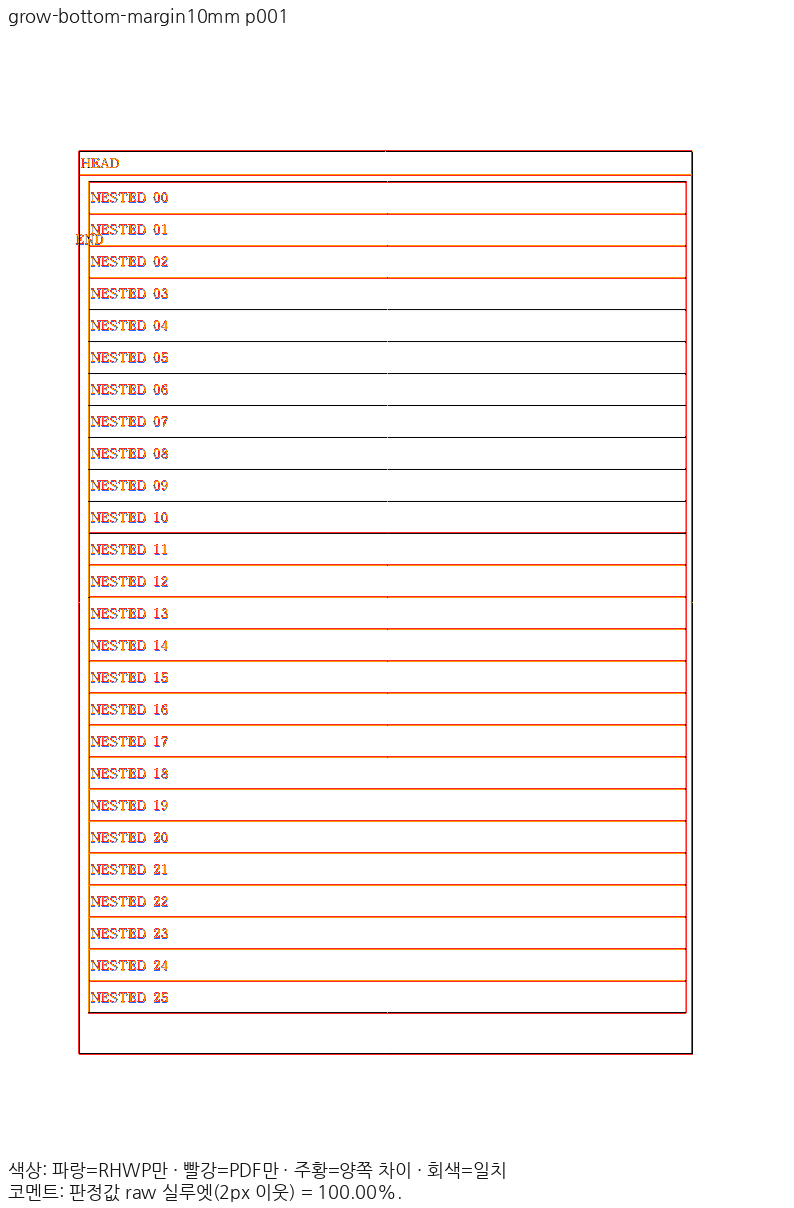 grow-bottom-margin10mm p001
HEAD
NESTED 00
NESTED 01
END
NESTED 02
NESTED 03
NESTED 04
NESTED 05
NESTED 06
NESTED 07
NESTED 08
NESTED 09
NESTED 10
NESTED 11
NESTED 12
NESTED 13
NESTED 14
NESTED 15
NESTED 16
NESTED 17
NESTED 18
NESTED 19
NESTED 20
NESTED 21
NESTED 22
NESTED 23
NESTED 24
NESTED 25
색상: 파랑=RHWP만 · 빨강=PDF만 · 주황=양쪽 차이 · 회색=일치
코멘트: 판정값 raw 실루엣(2px 이웃) = 100.00%.